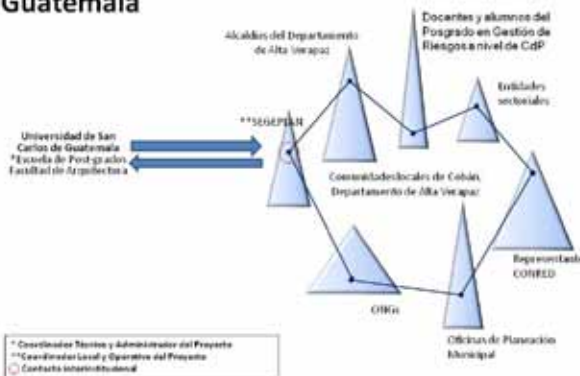 Guatemala
Alcaldías del Departamento
de Alta Verapaz
Docentes y alumnos del
Posgrado en Gestión de
Riesgos a nivel de CdP
Entidades
sectoriales
**SEGEPLAN
Universidad de San
Carlos de Guatemala
*Escuela de Post-grados
Facultad de Arquitectura
Comunidades locales de Cobán,
Departamento de Alta Verapaz
Representante
CONRED
ONGs
Oficinas de Planeación
Municipal
* Coordinador Técnico y Administrador del Proyecto
**Coordinador Local y Operativo del Proyecto
Contacto interinstitucional